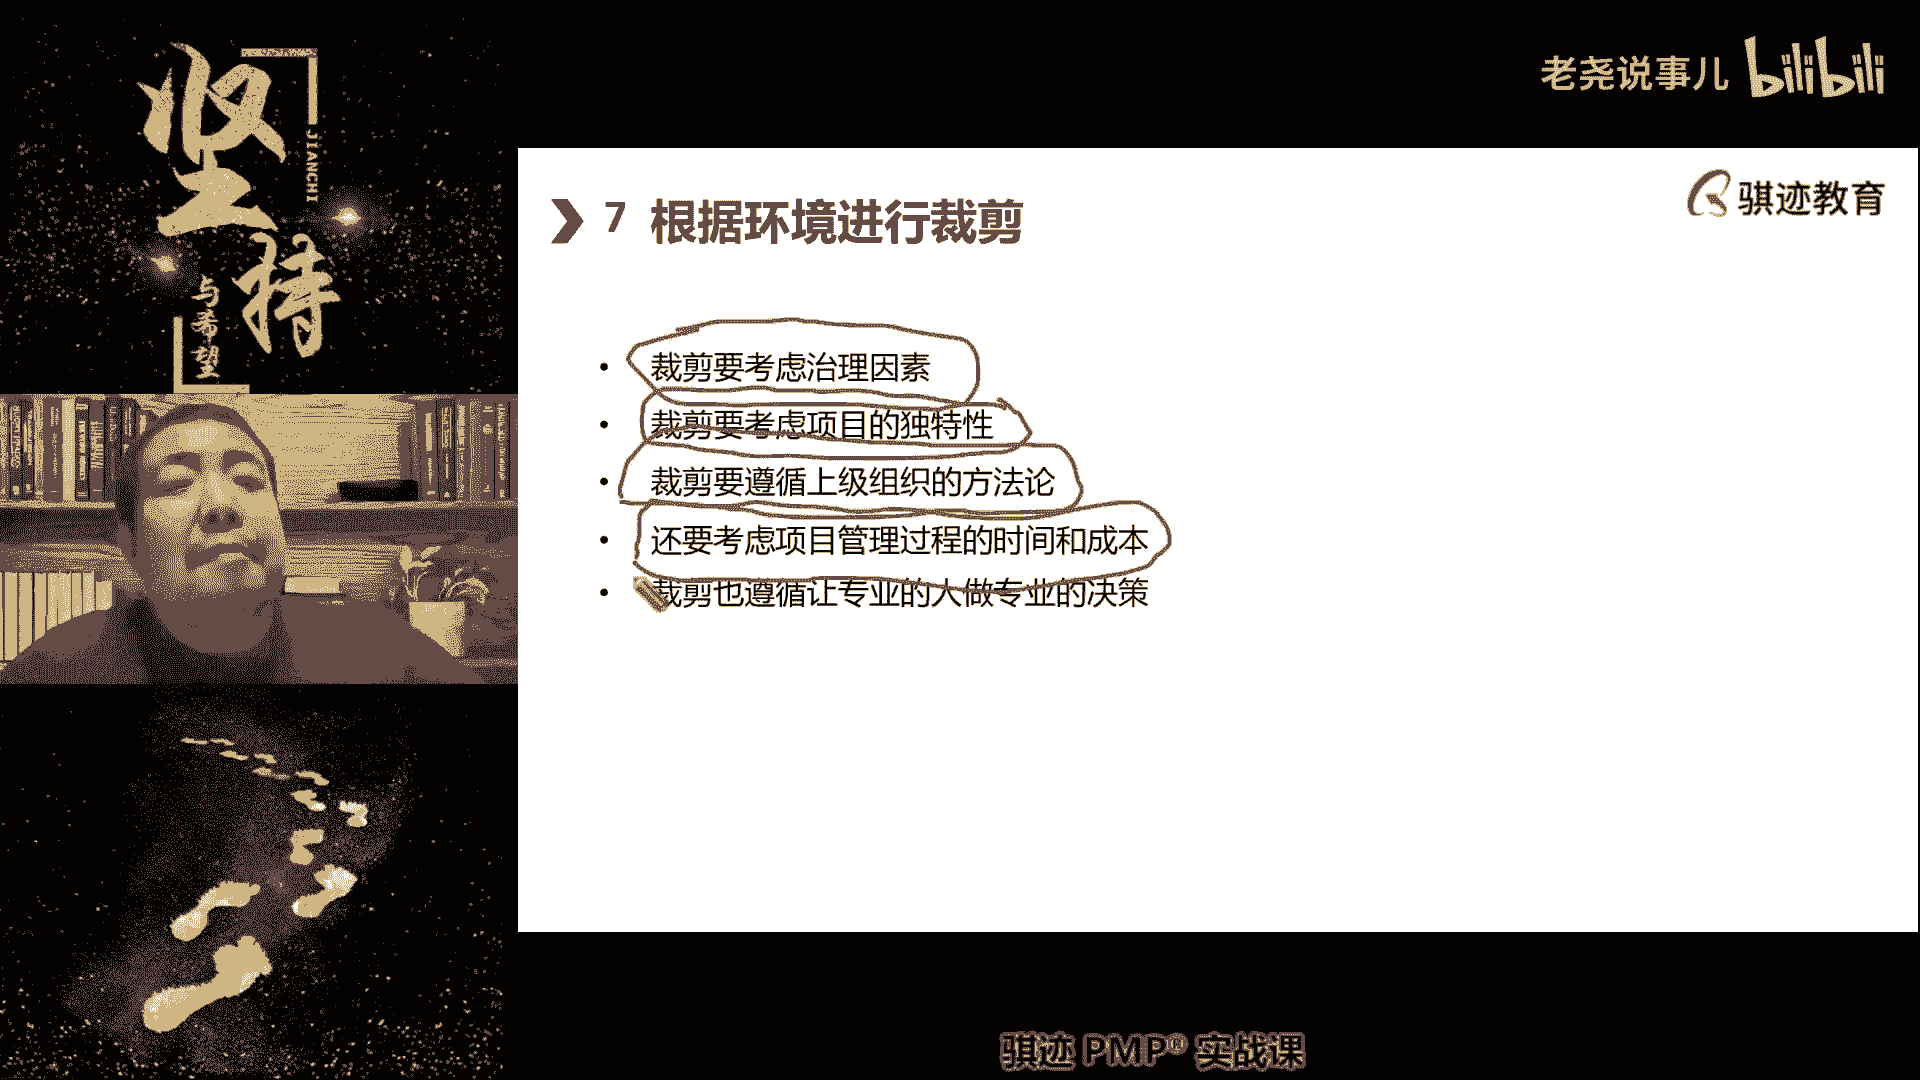 坚持
JIANCHI
与希望
老尧说事儿 bilibili
骐迹教育
7 根据环境进行裁剪
• 裁剪要考虑治理因素
• 裁剪要考虑项目的独特性
• 裁剪要遵循上级组织的方法论
• 还要考虑项目管理过程的时间和成本
• 裁剪也遵循让专业的人做专业的决策
骐迹 PMP® 实战课